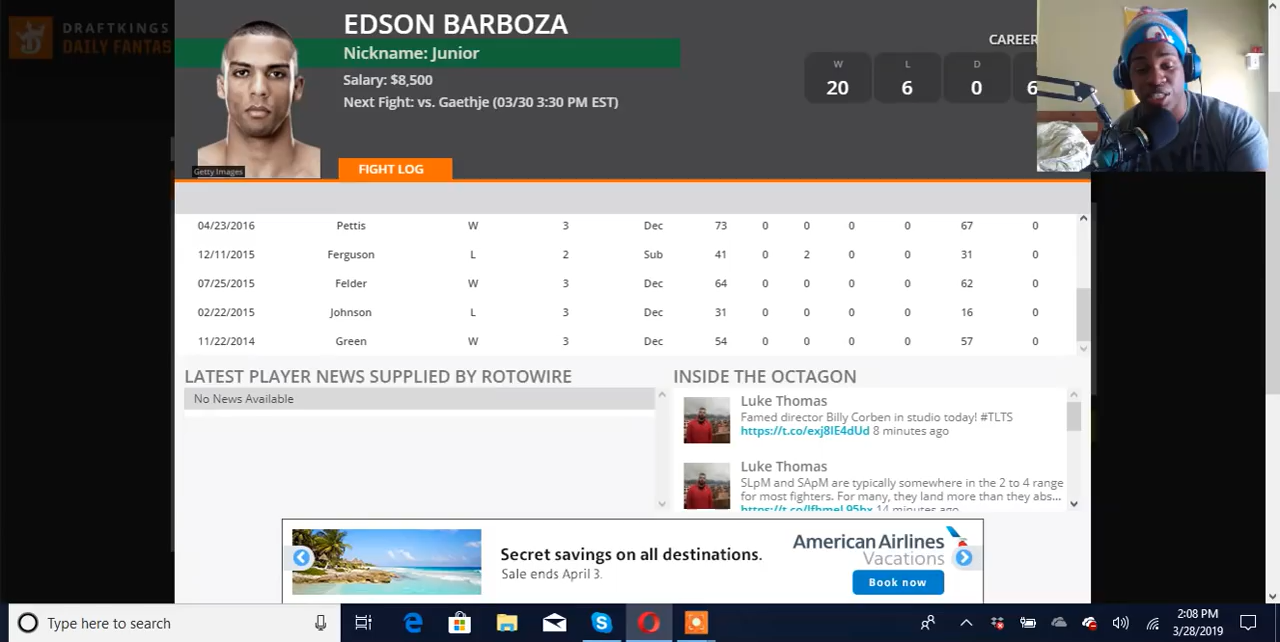 DRAFTKINGS
DAILY FANTAS
EDSON BARBOZA
Nickname: Junior
Salary: $8,500
Next Fight: vs. Gaethje (03/30 3:30 PM EST)
CAREER
W L D
20 6 0 6
Getty Images
FIGHT LOG
04/23/2016 Pettis W 3 Dec 73 0 0 0 0 67 0
12/11/2015 Ferguson L 2 Sub 41 0 2 0 0 31 0
07/25/2015 Felder W 3 Dec 64 0 0 0 0 62 0
02/22/2015 Johnson L 3 Dec 31 0 0 0 0 16 0
11/22/2014 Green W 3 Dec 54 0 0 0 0 57 0
LATEST PLAYER NEWS SUPPLIED BY ROTOWIRE
No News Available
INSIDE THE OCTAGON
Luke Thomas
Famed director Billy Corben in studio today! #TLTS
https://t.co/exj8IE4dUd 8 minutes ago
Luke Thomas
SLpM and SApM are typically somewhere in the 2 to 4 range
for most fighters. For many, they land more than they abs...
14 minutes ago
Secret savings on all destinations.
Sale ends April 3.
American Airlines
Vacations
Book now
Type here to search
2:08 PM
3/28/2019